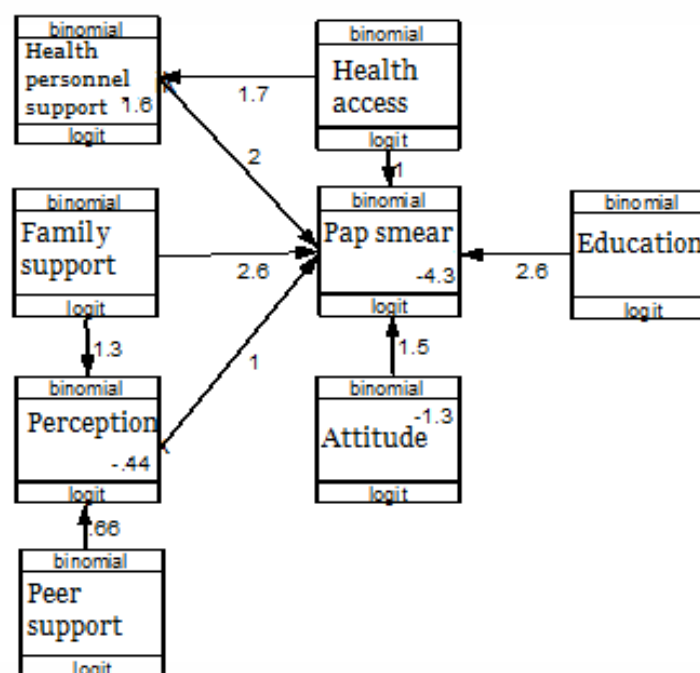 binomial
Health
personnel
support 1.6
logit
binomial
Health
access
logit
1.7
2
1
binomial
Family
support
logit
2.6
binomial
Pap smear
-4.3
logit
2.6
binomial
Education
logit
1.3
1
1.5
binomial
Perception
-.44
logit
binomial
-1.3
Attitude
logit
.66
binomial
Peer
support
logit